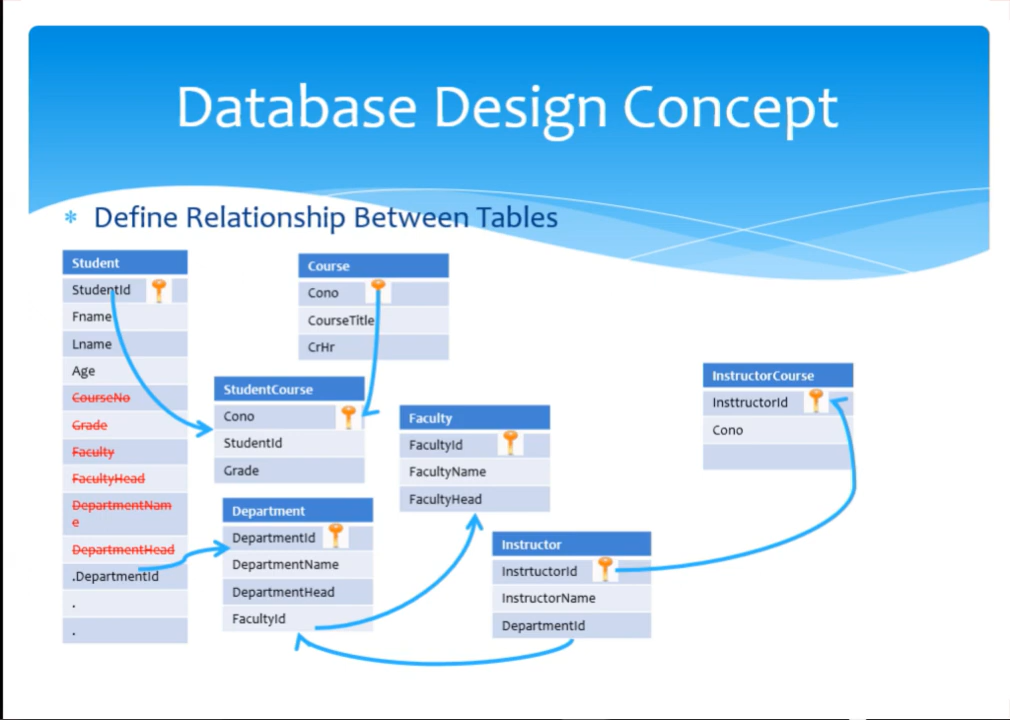 Database Design Concept
* Define Relationship Between Tables
Student
StudentId
Fname
Lname
Age
CourseNo
Grade
Faculty
FacultyHead
DepartmentNam
e
DepartmentHead
.DepartmentId
.
.
Course
Cono
CourseTitle
CrHr
StudentCourse
Cono
StudentId
Grade
Department
DepartmentId
DepartmentName
DepartmentHead
FacultyId
Faculty
FacultyId
FacultyName
FacultyHead
Instructor
InstrtuctorId
InstructorName
DepartmentId
InstructorCourse
InsttructorId
Cono